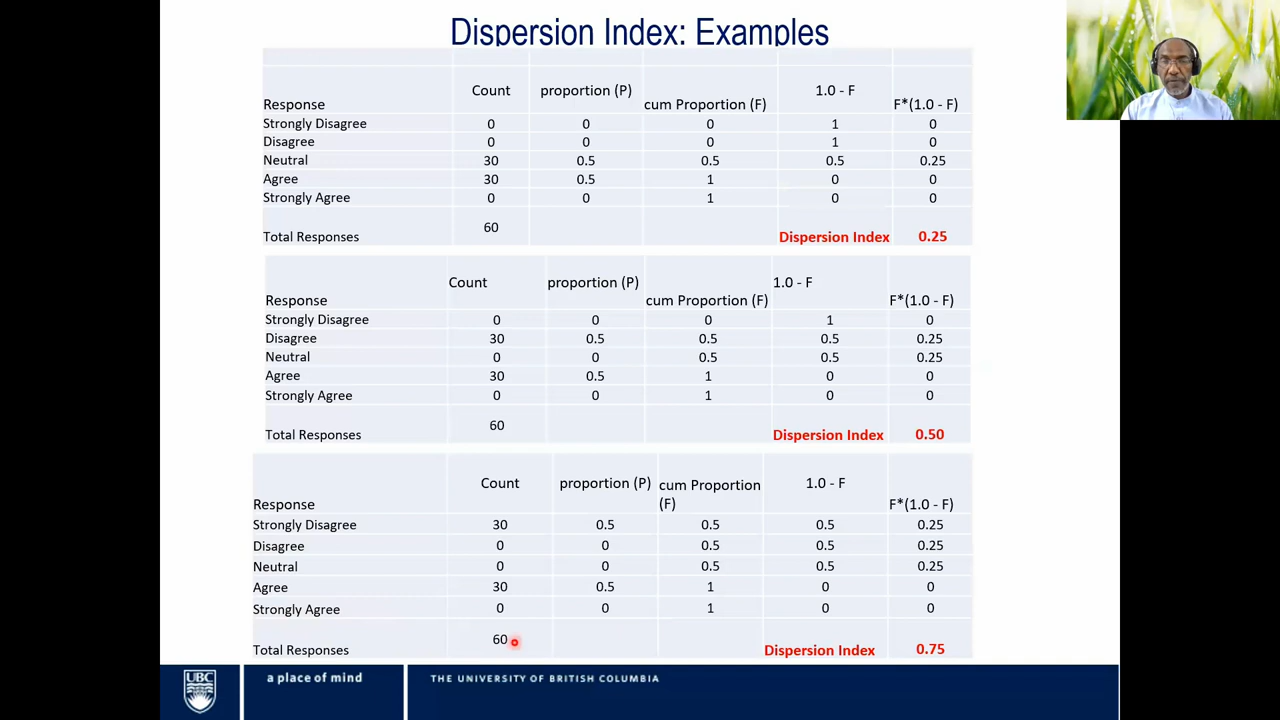 Dispersion Index: Examples
Response Count proportion (P) cum Proportion (F) 1.0 - F F*(1.0 - F)
Strongly Disagree 0 0 0 1 0
Disagree 0 0 0 1 0
Neutral 30 0.5 0.5 0.5 0.25
Agree 30 0.5 1 0 0
Strongly Agree 0 0 1 0 0
Total Responses 60 Dispersion Index 0.25
Response Count proportion (P) cum Proportion (F) 1.0 - F F*(1.0 - F)
Strongly Disagree 0 0 0 1 0
Disagree 30 0.5 0.5 0.5 0.25
Neutral 0 0 0.5 0.5 0.25
Agree 30 0.5 1 0 0
Strongly Agree 0 0 1 0 0
Total Responses 60 Dispersion Index 0.50
Response Count proportion (P) cum Proportion (F) 1.0 - F F*(1.0 - F)
Strongly Disagree 30 0.5 0.5 0.5 0.25
Disagree 0 0 0.5 0.5 0.25
Neutral 0 0 0.5 0.5 0.25
Agree 30 0.5 1 0 0
Strongly Agree 0 0 1 0 0
Total Responses 60 Dispersion Index 0.75
UBC a place of mind THE UNIVERSITY OF BRITISH COLUMBIA